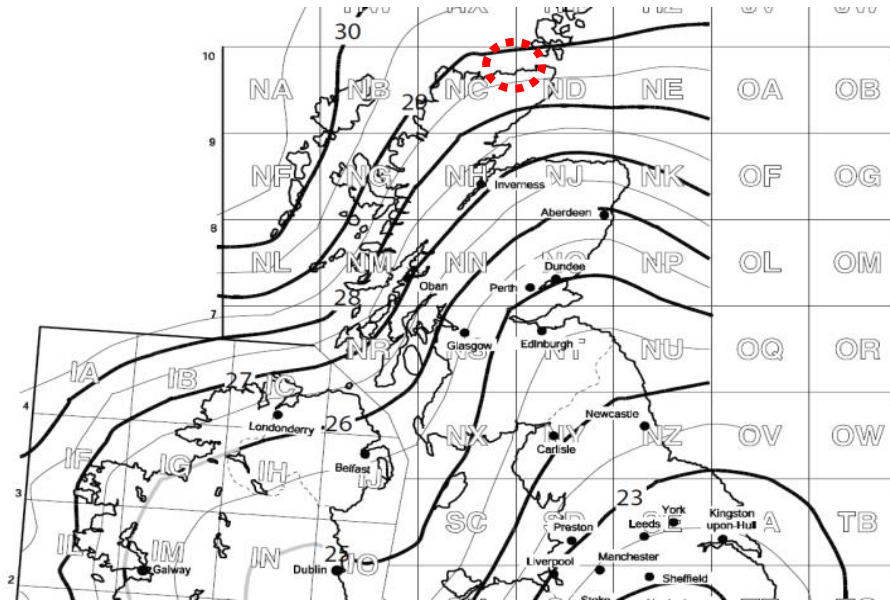 30
10
NA
NB
NC
ND
NE
OA
OB
29
9
NF
NG
NH
Inverness
NJ
NK
OF
OG
Aberdeen
8
NL
NM
NN
Oban
Dundee
Perth
NP
OL
OM
28
7
NR
Glasgow
Edinburgh
NT
NU
OQ
OR
IA
IB
27
IC
4
Londonderry
26
NX
Newcastle
NY
Carlisle
NZ
OV
OW
IF
IG
IH
Belfast
IJ
3
23
SC
Preston
York
Leeds
Kingston
upon-Hull
TB
IM
Galway
IN
25
Dublin
IO
Liverpool
Manchester
Sheffield
2